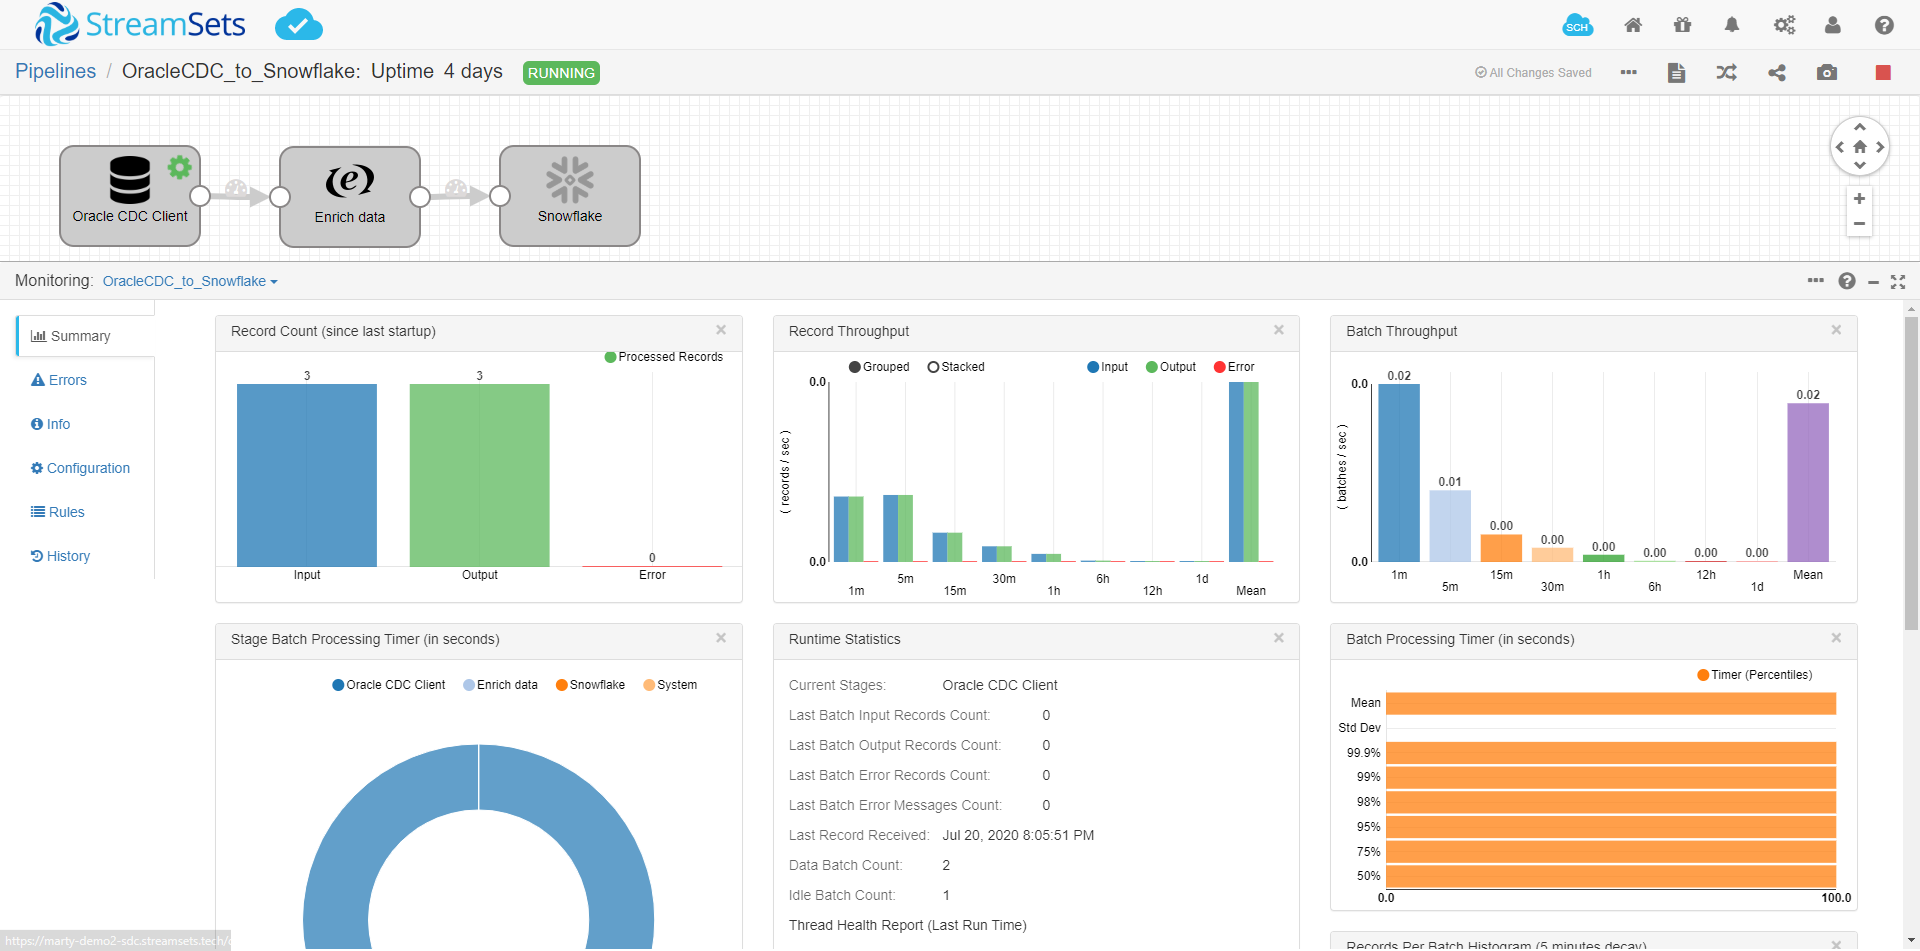 StreamSets
SCH
Pipelines / OracleCDC_to_Snowflake: Uptime 4 days RUNNING
All Changes Saved
Oracle CDC Client
Enrich data
Snowflake
Monitoring: OracleCDC_to_Snowflake
Summary
Errors
Info
Configuration
Rules
History
Record Count (since last startup)
Processed Records
3 3 0
Input Output Error
Record Throughput
Grouped Stacked Input Output Error
0.0
( records / sec )
0.0
1m 5m 15m 30m 1h 6h 12h 1d Mean
Batch Throughput
0.0
( batches / sec )
0.0
0.02 0.01 0.00 0.00 0.00 0.00 0.00 0.00 0.02
1m 5m 15m 30m 1h 6h 12h 1d Mean
Stage Batch Processing Timer (in seconds)
Oracle CDC Client Enrich data Snowflake System
Runtime Statistics
Current Stages: Oracle CDC Client
Last Batch Input Records Count: 0
Last Batch Output Records Count: 0
Last Batch Error Records Count: 0
Last Batch Error Messages Count: 0
Last Record Received: Jul 20, 2020 8:05:51 PM
Data Batch Count: 2
Idle Batch Count: 1
Thread Health Report (Last Run Time)
Batch Processing Timer (in seconds)
Timer (Percentiles)
Mean
Std Dev
99.9%
99%
98%
95%
75%
50%
0.0 100.0
Records Per Batch Histogram (5 minutes decay)
https://marty-demo2-sdc.streamsets.tech/